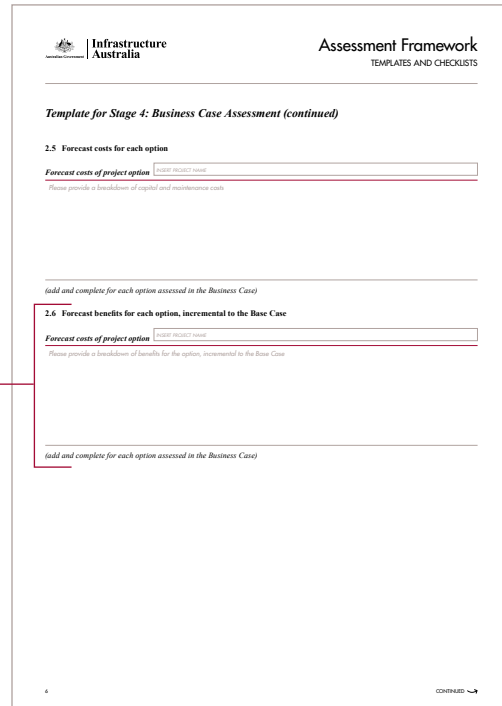 Australian Government
Infrastructure
Australia
Assessment Framework
TEMPLATES AND CHECKLISTS
Template for Stage 4: Business Case Assessment (continued)
2.5 Forecast costs for each option
Forecast costs of project option INSERT PROJECT NAME
Please provide a breakdown of capital and maintenance costs
(add and complete for each option assessed in the Business Case)
2.6 Forecast benefits for each option, incremental to the Base Case
Forecast costs of project option INSERT PROJECT NAME
Please provide a breakdown of benefits for the option, incremental to the Base Case
(add and complete for each option assessed in the Business Case)
6
CONTINUED